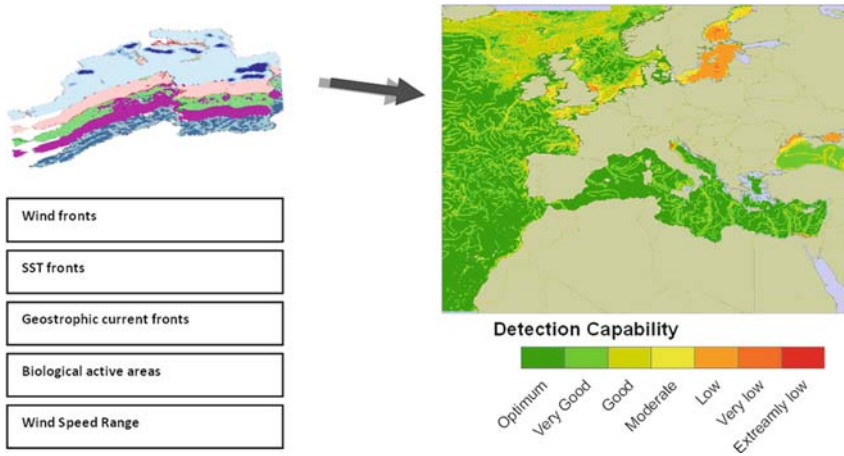 Wind fronts
SST fronts
Geostrophic current fronts
Biological active areas
Wind Speed Range
Detection Capability
Optimum
Very Good
Good
Moderate
Low
Very low
Extreamly low